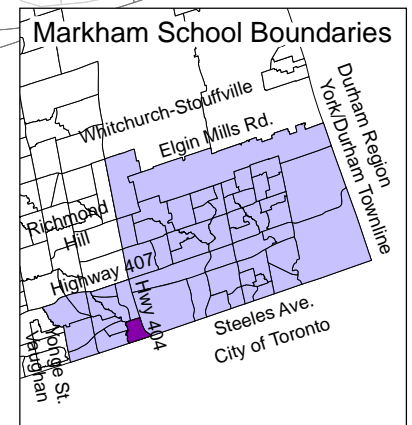 Markham School Boundaries
Whitchurch-Stouffville
Elgin Mills Rd.
Durham Region
York/Durham Townline
Richmond
Hill
Highway 407
Hwy 404
Steeles Ave.
City of Toronto
Yonge St.
Vaughan